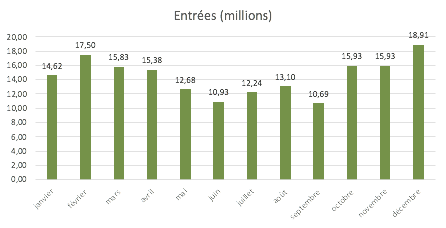 Entrées (millions)
20,00
18,00
16,00
14,00
12,00
10,00
8,00
6,00
4,00
2,00
0,00
14,62
17,50
15,83
15,38
12,68
10,93
12,24
13,10
10,69
15,93
15,93
18,91
janvier
février
mars
avril
mai
juin
juillet
août
septembre
octobre
novembre
décembre